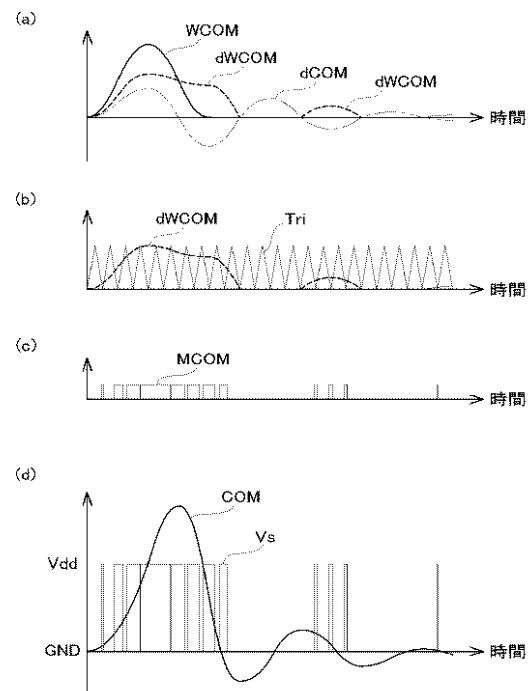 (a)
WCOM
dWCOM
dCOM
dWCOM
時間
(b)
dWCOM
Tri
時間
(c)
MCOM
時間
(d)
COM
Vs
Vdd
GND
時間